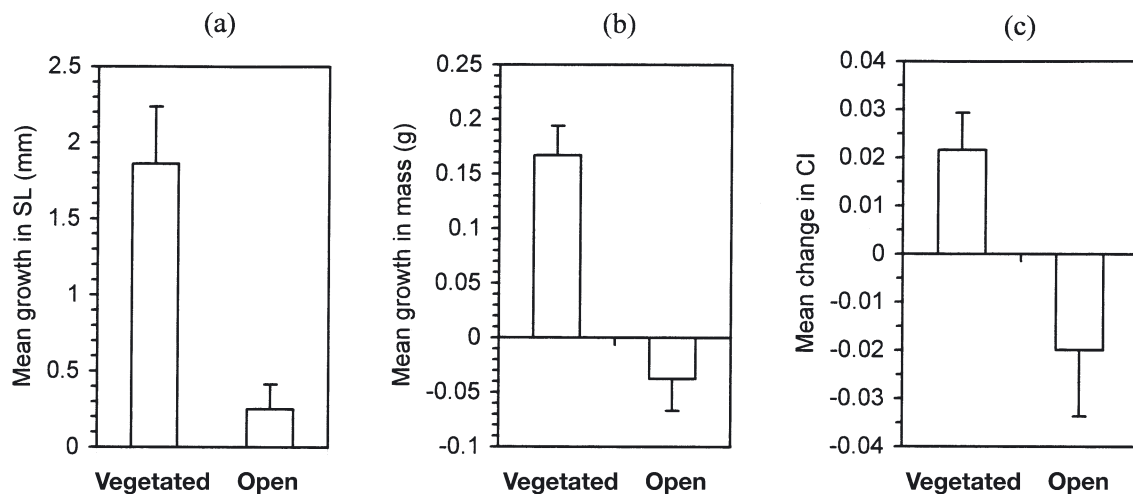 (a)
Mean growth in SL (mm)
2.5
2
1.5
1
0.5
0
Vegetated Open
(b)
Mean growth in mass (g)
0.25
0.2
0.15
0.1
0.05
0
-0.05
-0.1
Vegetated Open
(c)
Mean change in CI
0.04
0.03
0.02
0.01
0
-0.01
-0.02
-0.03
-0.04
Vegetated Open